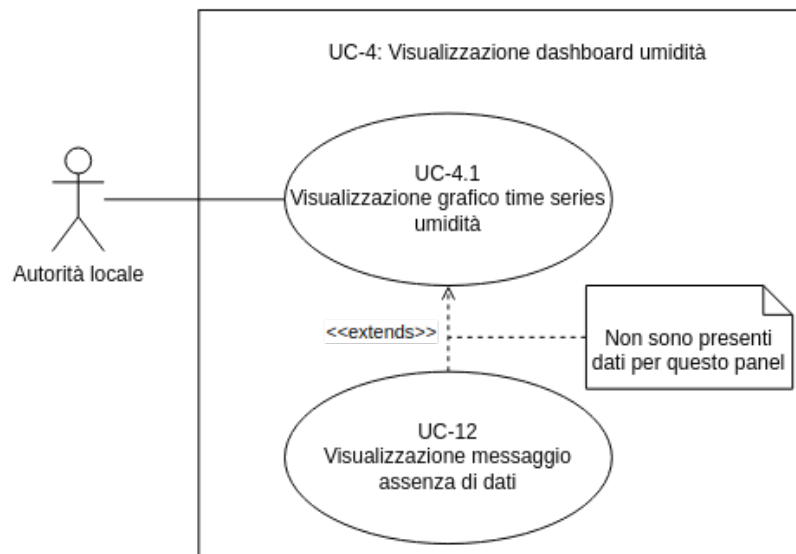 UC-4: Visualizzazione dashboard umidità
UC-4.1
Visualizzazione grafico time series
umidità
Autorità locale
<<extends>>
Non sono presenti
dati per questo panel
UC-12
Visualizzazione messaggio
assenza di dati